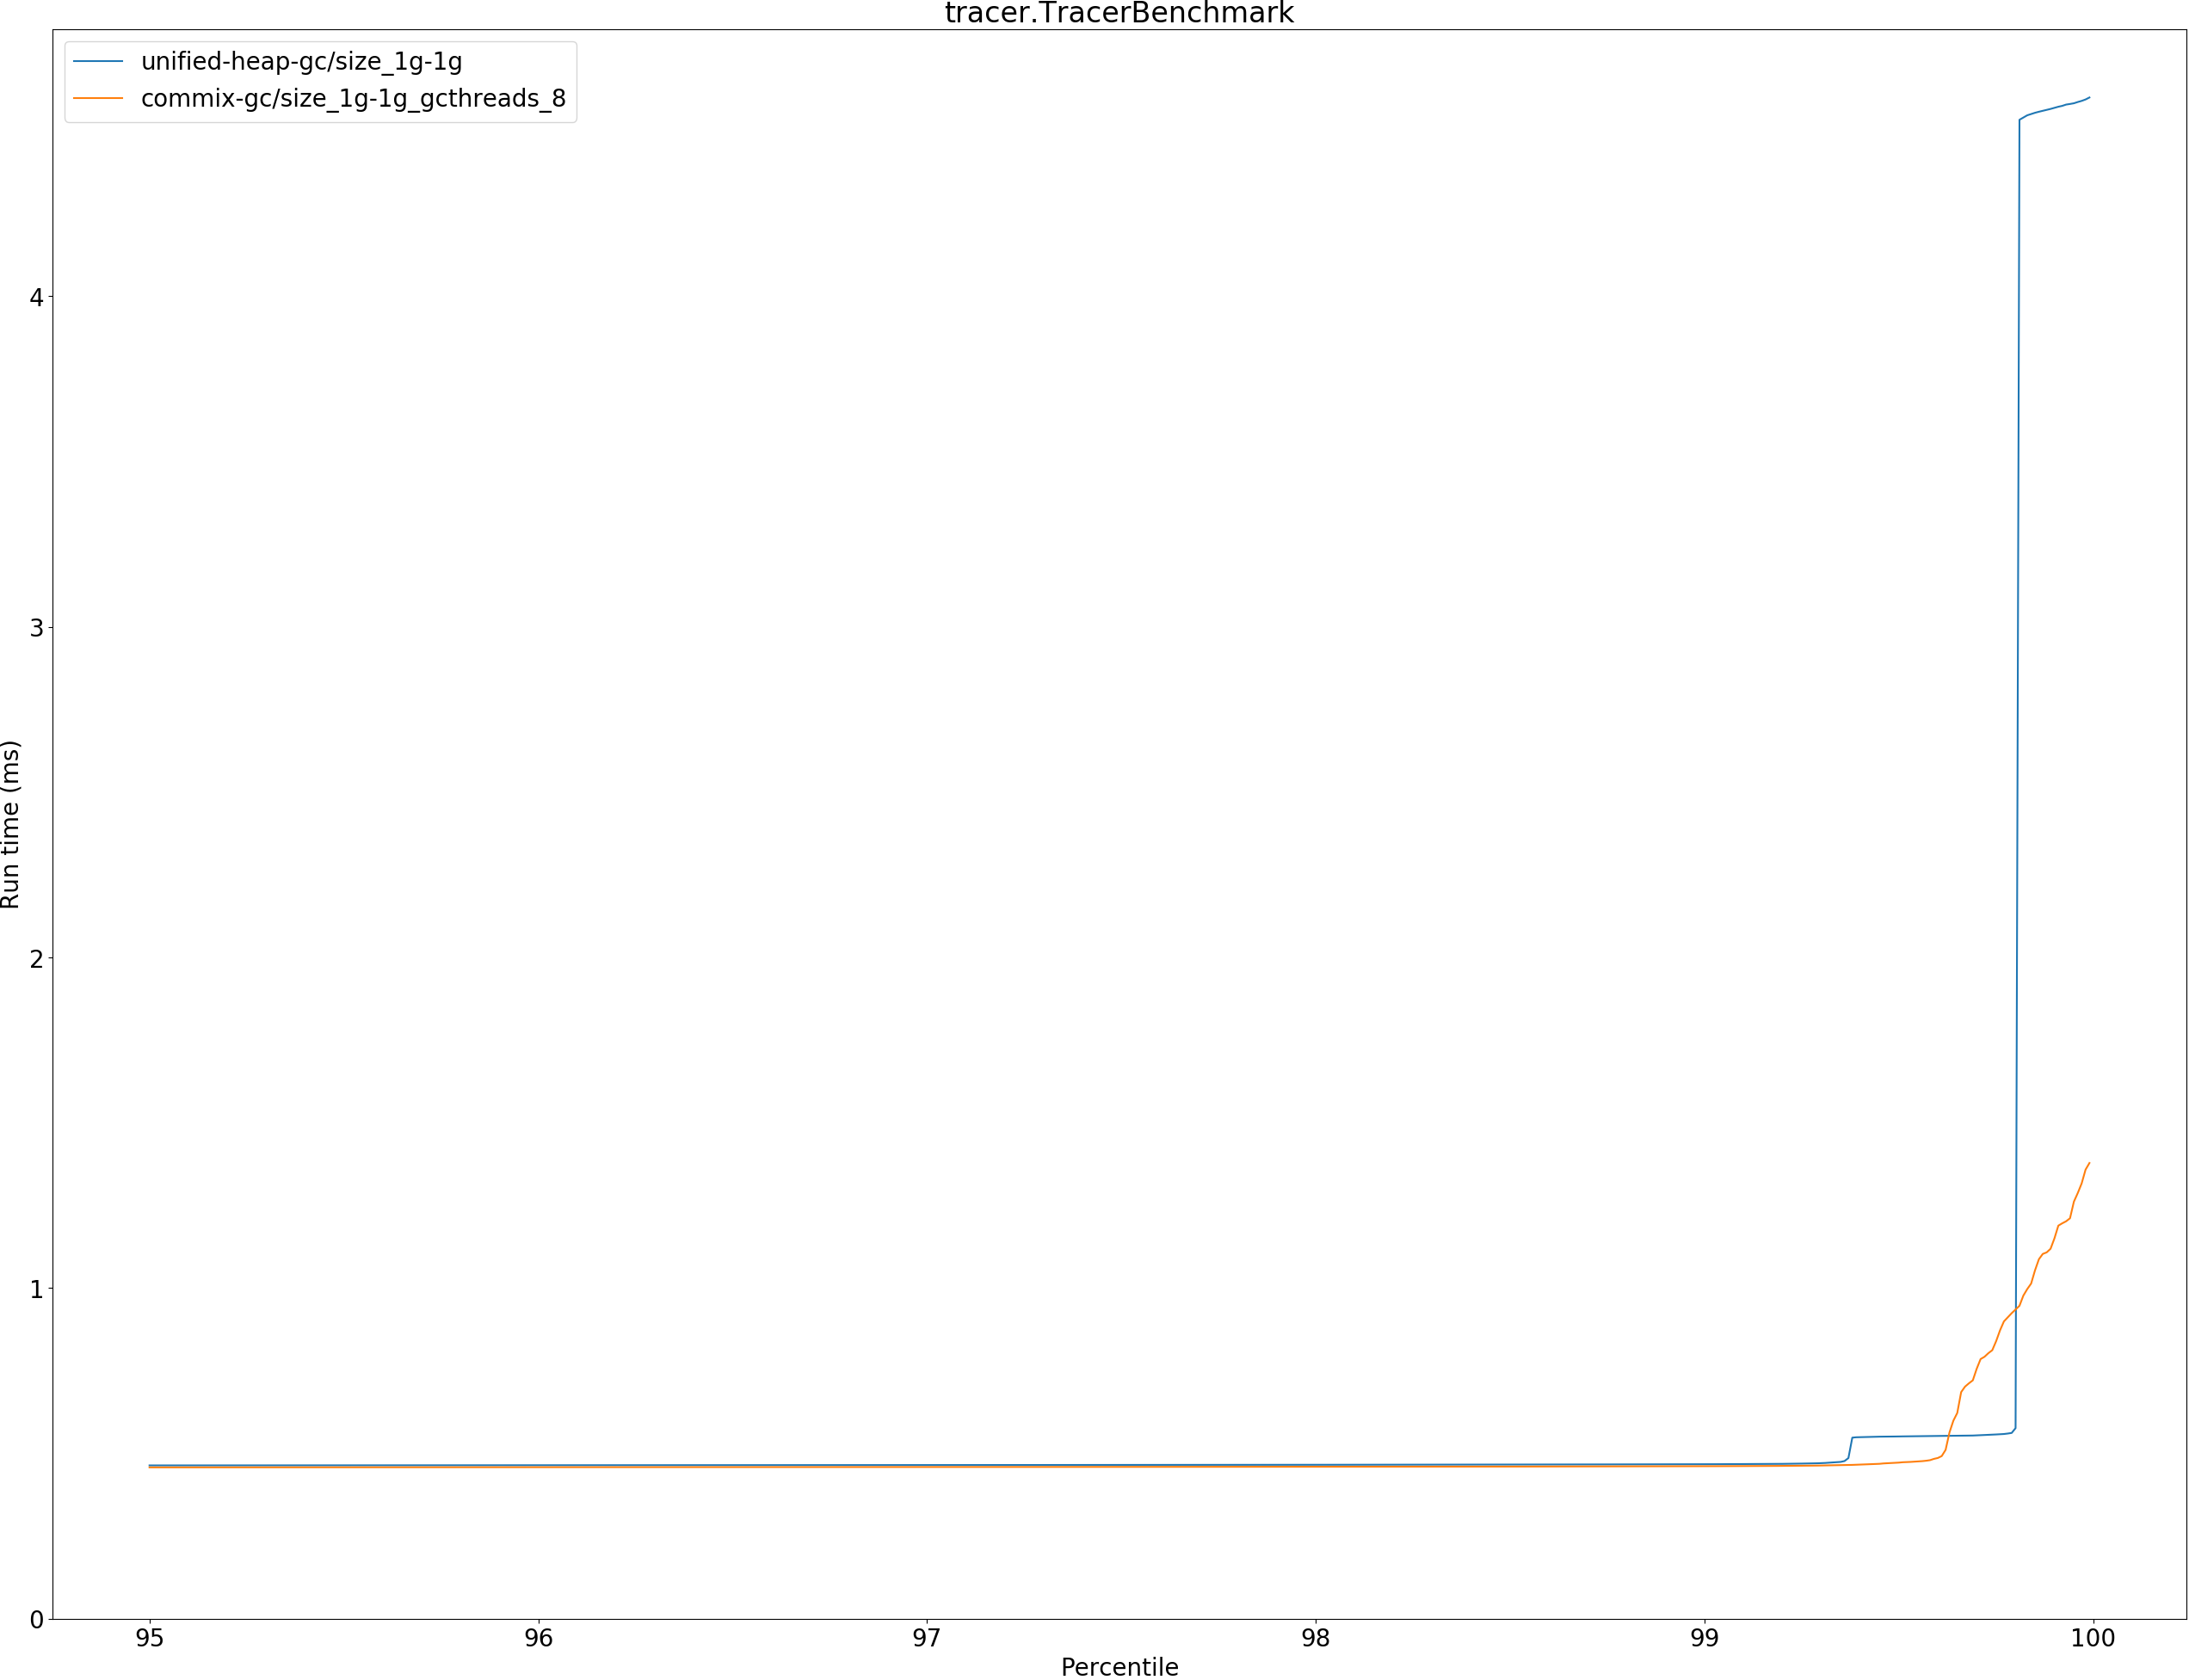 tracer.TracerBenchmark
unified-heap-gc/size_1g-1g
commix-gc/size_1g-1g_gcthreads_8
4
3
2
1
0
Run time (ms)
95 96 97 98 99 100
Percentile